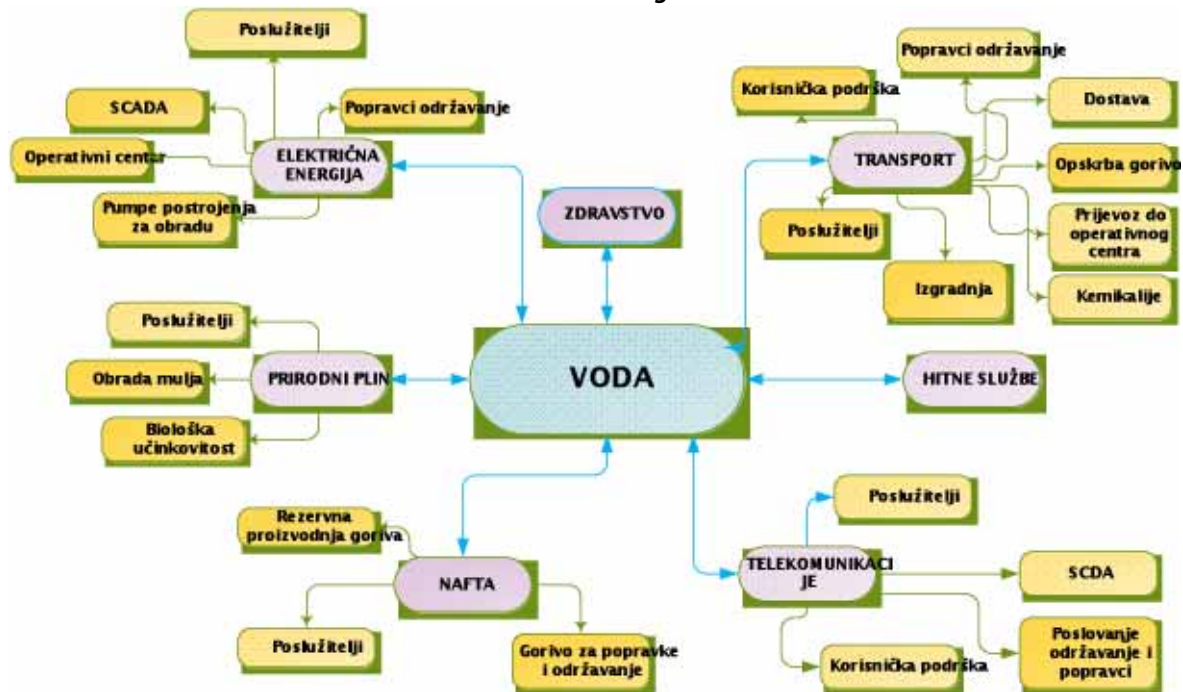 Poslužitelji
Popravci održavanje
SCADA
Popravci održavanje
Operativni centar
ELEKTRIČNA
ENERGIJA
Pumpe postrojenja
za obradu
ZDRAVSTVO
Korisnička podrška
Dostava
TRANSPORT
Opskrba gorivo
Poslužitelji
Prijevoz do
operativnog
centra
Izgradnja
Kemikalije
Poslužitelji
Obrada mulja
PRIRODNI PLIN
Biološka
učinkovitost
VODA
HITNE SLUŽBE
Rezervna
proizvodnja goriva
NAFTA
Poslužitelji
Gorivo za popravke
i održavanje
Poslužitelji
TELEKOMUNIKACI
JE
SCDA
Korisnička podrška
Poslovanje
održavanje i
popravci